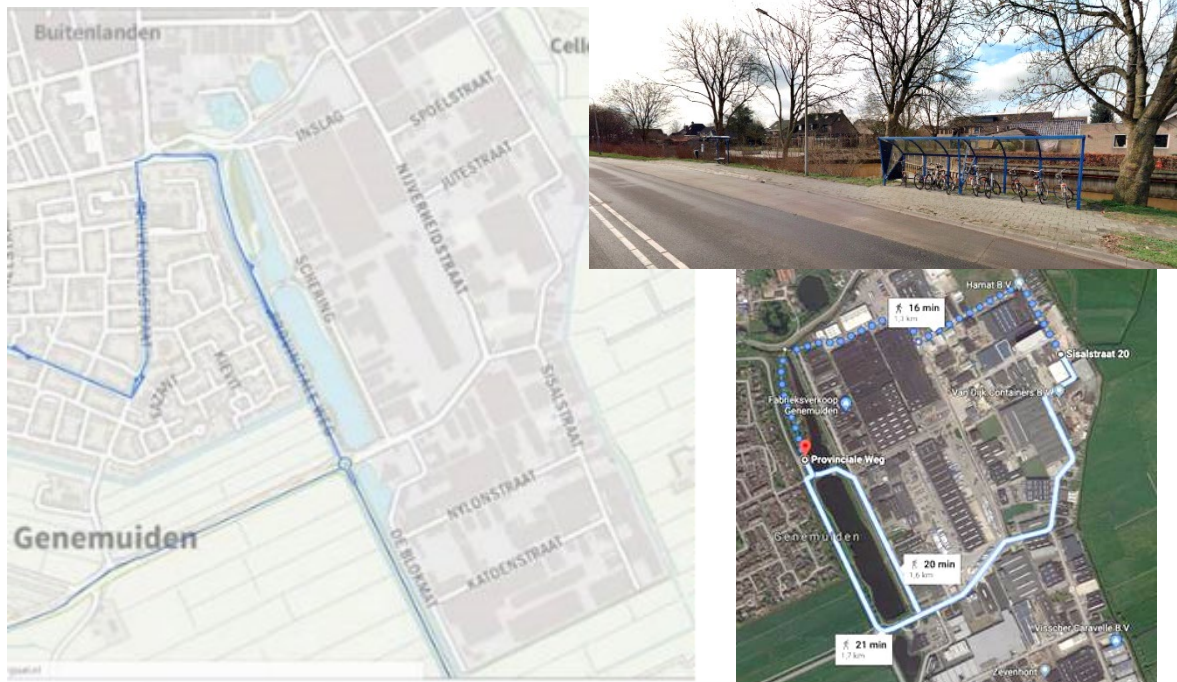 Buitenlanden
Celle
SPOELSTRAAT
INSLAG
JUTESTRAAT
NIJVERHEIDSTRAAT
SCHERING
PROVINCIALE WEG
KIEVIT
KAZAWIT
SISALSTRAAT
NYLONSTRAAT
Genemuiden
DE BLOKMAT
KATOENSTRAAT
Hamat B.V.
16 min
1,3 km
Sisalstraat 20
Van Dijk Containers B.V.
Fabrieksverkoop
Genemuiden
Provinciale Weg
Genemuiden
20 min
1,6 km
Visscher Caravelle B.V
21 min
1,7 km
Zevenhont